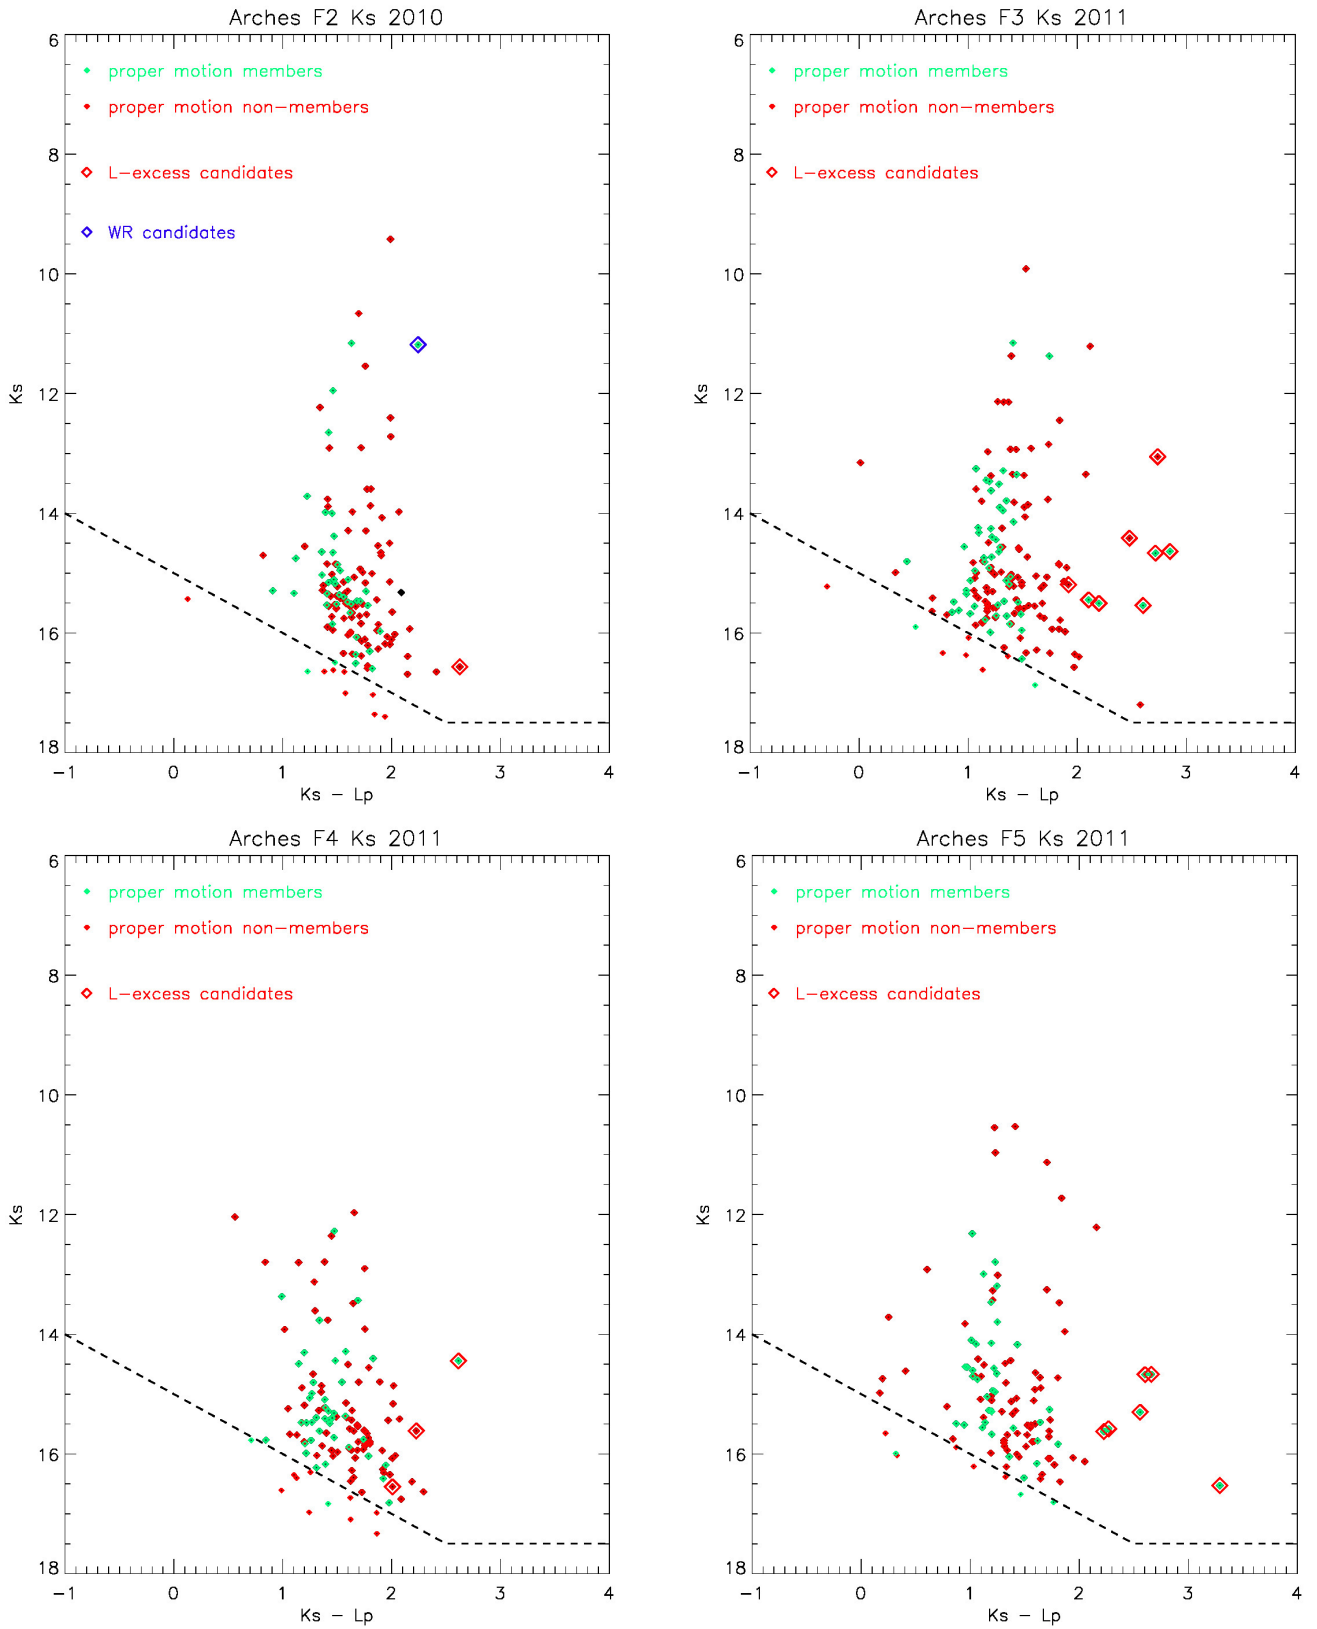 Arches F2 Ks 2010
6
8
10
12
14
16
18
Ks
proper motion members
proper motion non-members
L-excess candidates
WR candidates
-1 0 1 2 3 4
Ks - Lp
Arches F3 Ks 2011
6
8
10
12
14
16
18
Ks
proper motion members
proper motion non-members
L-excess candidates
-1 0 1 2 3 4
Ks - Lp
Arches F4 Ks 2011
6
8
10
12
14
16
18
Ks
proper motion members
proper motion non-members
L-excess candidates
-1 0 1 2 3 4
Ks - Lp
Arches F5 Ks 2011
6
8
10
12
14
16
18
Ks
proper motion members
proper motion non-members
L-excess candidates
-1 0 1 2 3 4
Ks - Lp